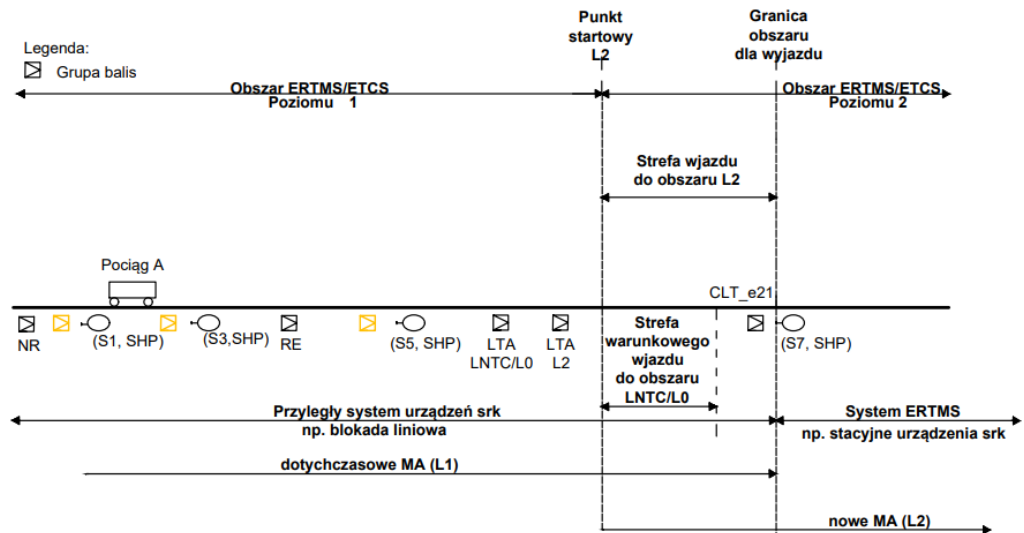 Punkt
startowy
L2
Granica
obszaru
dla wyjazdu
Legenda:
Grupa balis
Obszar ERTMS/ETCS
Poziomu 1
Obszar ERTMS/ETCS
Poziomu 2
Strefa wjazdu
do obszaru L2
Pociąg A
CLT_e21
NR
(S1, SHP)
(S3,SHP)
RE
(S5, SHP)
LTA
LNTC/L0
LTA
L2
Strefa
warunkowego
wjazdu
do obszaru
LNTC/L0
(S7, SHP)
Przyległy system urządzeń srk
np. blokada liniowa
System ERTMS
np. stacyjne urządzenia srk
dotychczasowe MA (L1)
nowe MA (L2)